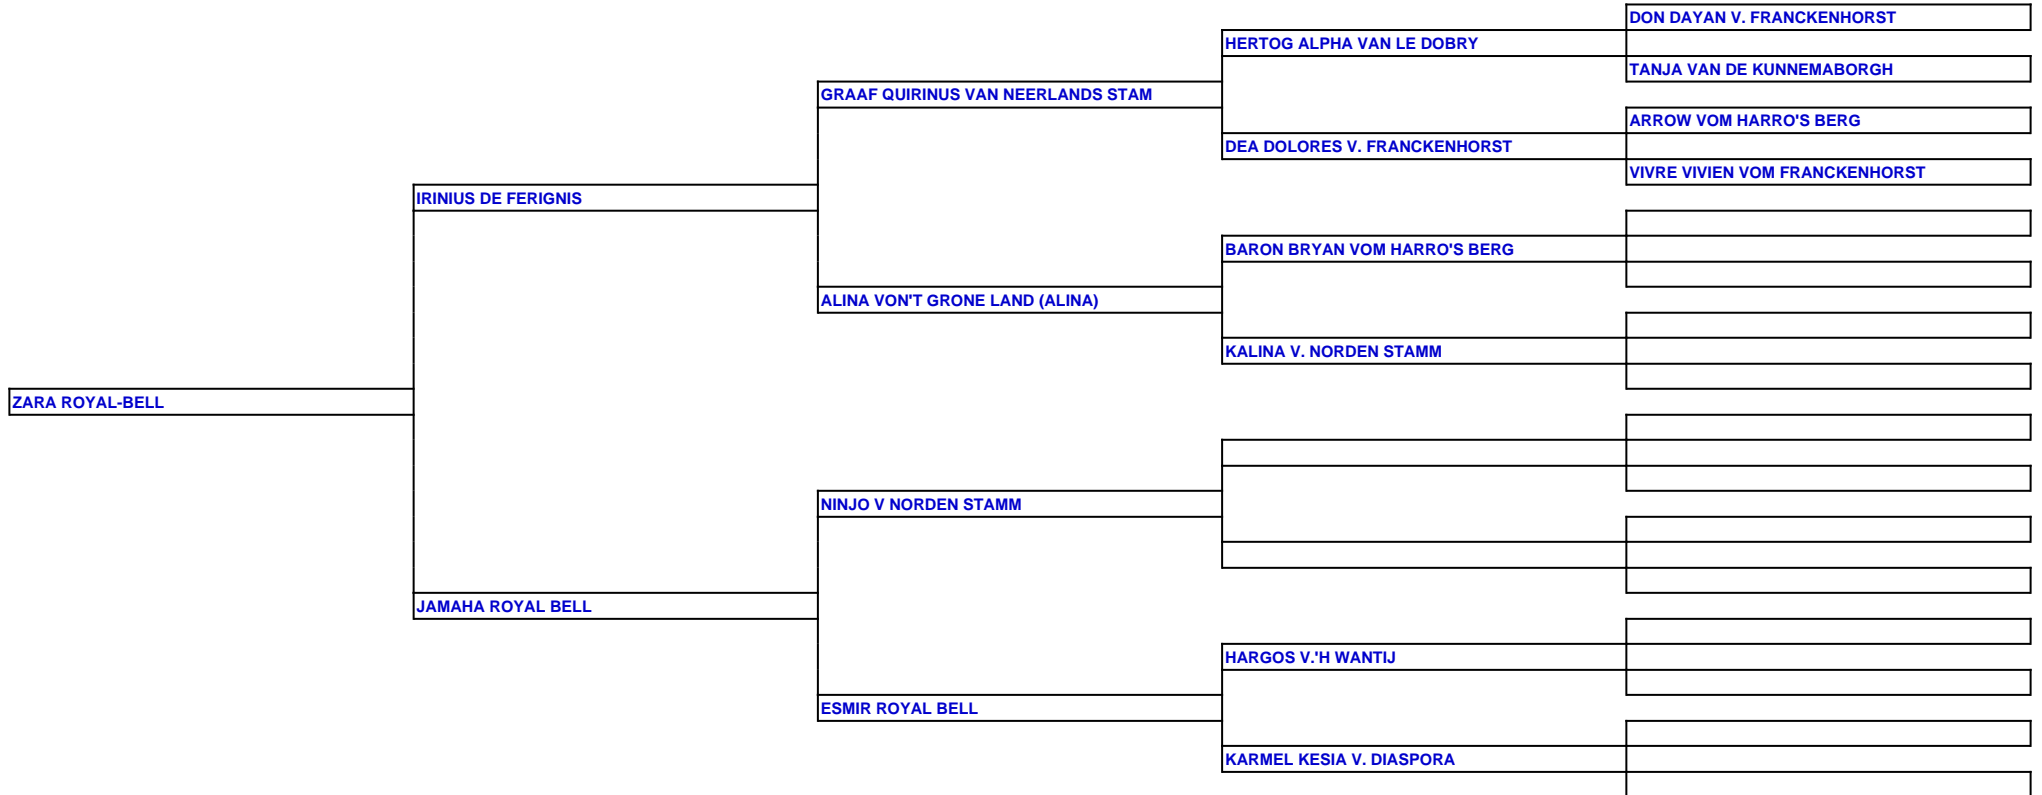 DON DAYAN V. FRANCKENHORST
HERTOG ALPHA VAN LE DOBRY
TANJA VAN DE KUNNEMABORGH
GRAAF QUIRINUS VAN NEERLANDS STAM
ARROW VOM HARRO'S BERG
DEA DOLORES V. FRANCKENHORST
VIVRE VIVIEN VOM FRANCKENHORST
IRINIUS DE FERIGNIS
BARON BRYAN VOM HARRO'S BERG
ALINA VON'T GRONE LAND (ALINA)
KALINA V. NORDEN STAMM
ZARA ROYAL-BELL
NINJO V NORDEN STAMM
JAMAHA ROYAL BELL
HARGOS V.'H WANTIJ
ESMIR ROYAL BELL
KARMEL KESIA V. DIASPORA